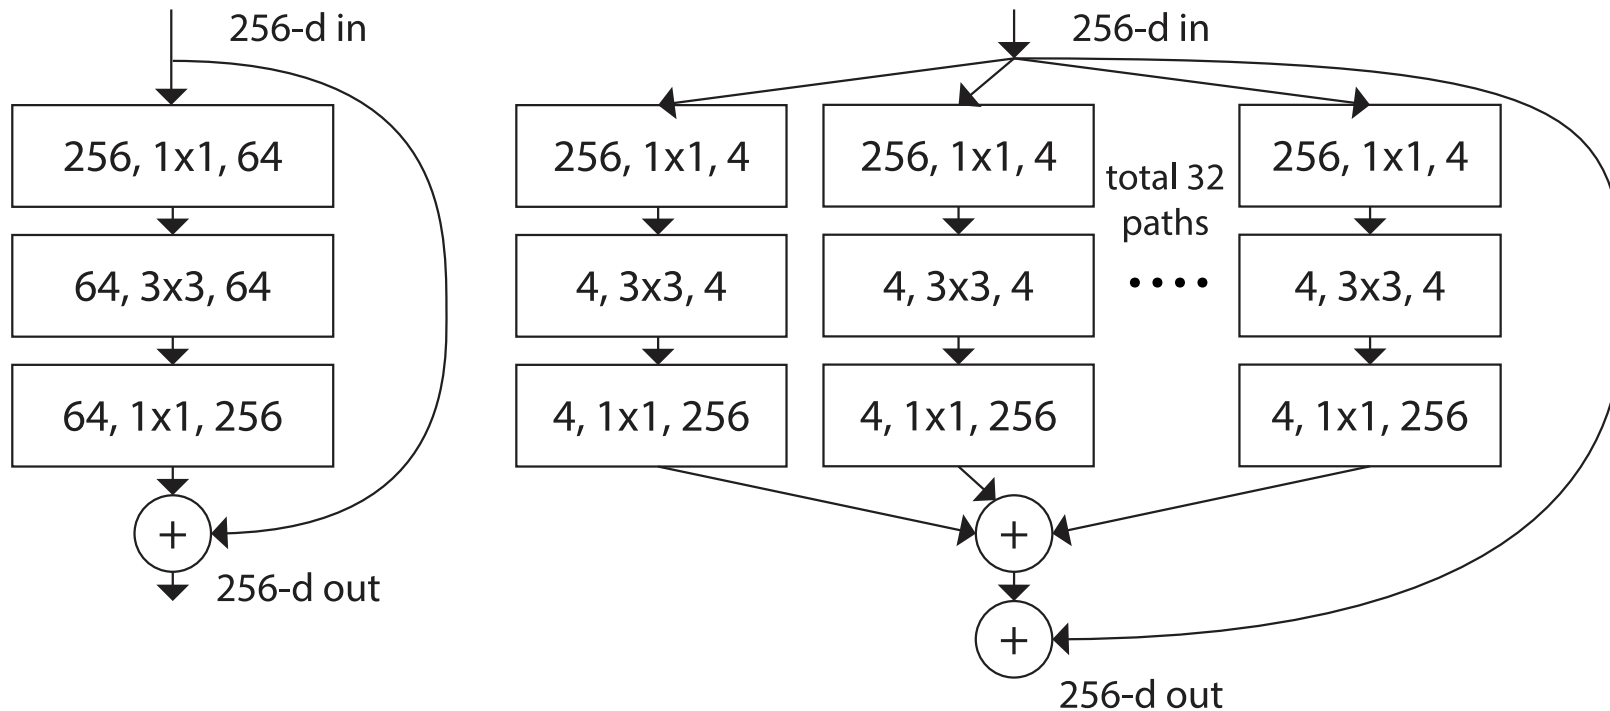 256-d in
256, 1x1, 64
64, 3x3, 64
64, 1x1, 256
+
256-d out
256-d in
256, 1x1, 4
256, 1x1, 4
total 32
paths
256, 1x1, 4
4, 3x3, 4
4, 3x3, 4
....
4, 3x3, 4
4, 1x1, 256
4, 1x1, 256
4, 1x1, 256
+
+
256-d out